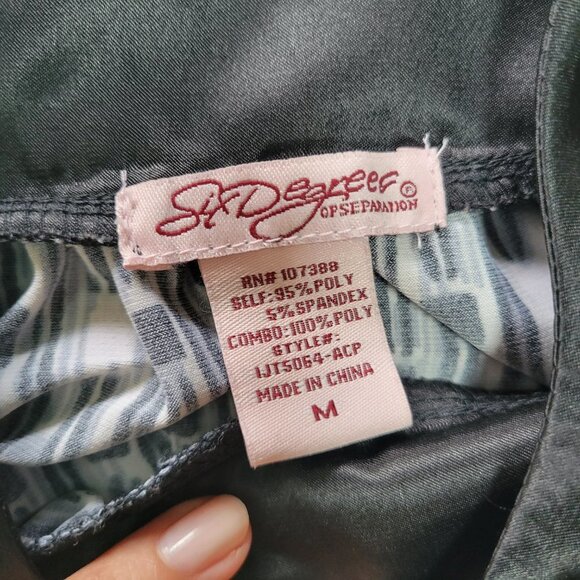 Six Degrees ®
OF SEPARATION
RN# 107388
SELF: 95% POLY
5% SPANDEX
COMBO: 100% POLY
STYLE#:
IJT5064-ACP
MADE IN CHINA
M